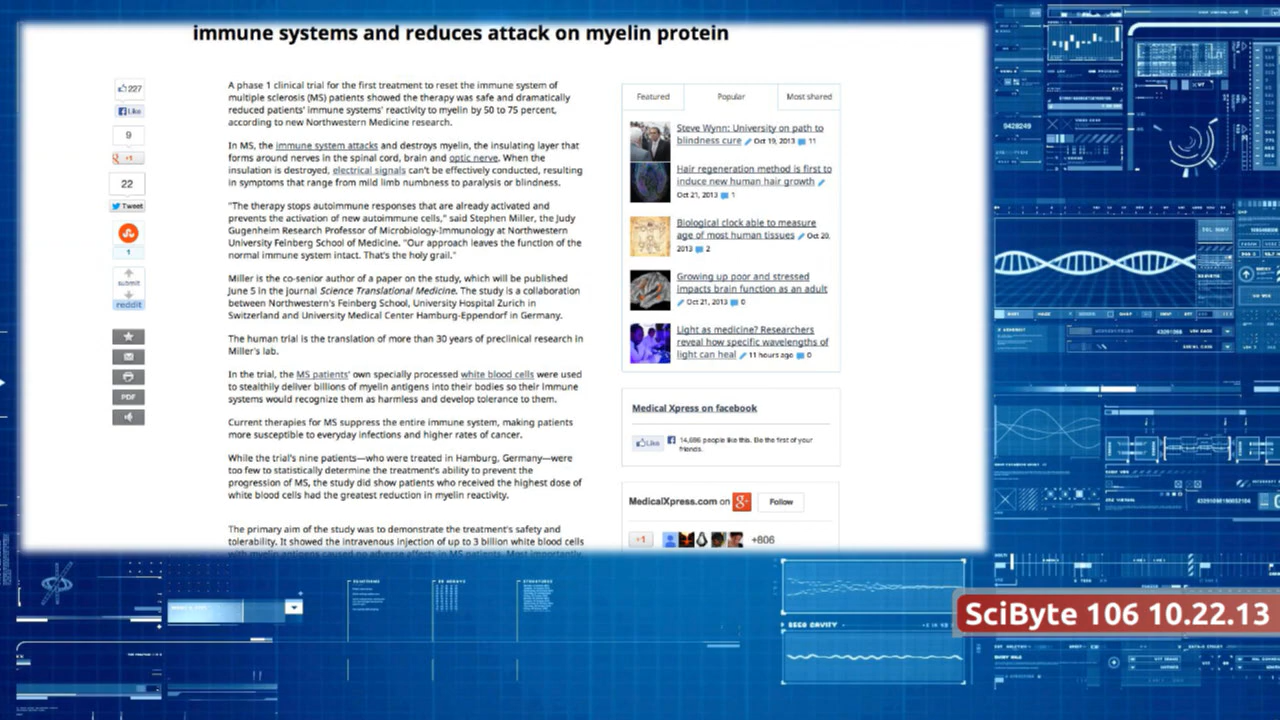 immune systems and reduces attack on myelin protein
227
Like
9
+1
22
Tweet
1
submit
reddit
PDF
A phase 1 clinical trial for the first treatment to reset the immune system of
multiple sclerosis (MS) patients showed the therapy was safe and dramatically
reduced patients' immune systems' reactivity to myelin by 50 to 75 percent,
according to new Northwestern Medicine research.
In MS, the immune system attacks and destroys myelin, the insulating layer that
forms around nerves in the spinal cord, brain and optic nerve. When the
insulation is destroyed, electrical signals can't be effectively conducted, resulting
in symptoms that range from mild limb numbness to paralysis or blindness.
"The therapy stops autoimmune responses that are already activated and
prevents the activation of new autoimmune cells," said Stephen Miller, the Judy
Gugenheim Research Professor of Microbiology-Immunology at Northwestern
University Feinberg School of Medicine. "Our approach leaves the function of the
normal immune system intact. That's the holy grail."
Miller is the co-senior author of a paper on the study, which will be published
June 5 in the journal Science Translational Medicine. The study is a collaboration
between Northwestern's Feinberg School, University Hospital Zurich in
Switzerland and University Medical Center Hamburg-Eppendorf in Germany.
The human trial is the translation of more than 30 years of preclinical research in
Miller's lab.
In the trial, the MS patients' own specially processed white blood cells were used
to stealthily deliver billions of myelin antigens into their bodies so their immune
systems would recognize them as harmless and develop tolerance to them.
Current therapies for MS suppress the entire immune system, making patients
more susceptible to everyday infections and higher rates of cancer.
While the trial's nine patients—who were treated in Hamburg, Germany—were
too few to statistically determine the treatment's ability to prevent the
progression of MS, the study did show patients who received the highest dose of
white blood cells had the greatest reduction in myelin reactivity.
The primary aim of the study was to demonstrate the treatment's safety and
tolerability. It showed the intravenous injection of up to 3 billion white blood cells
with myelin antigens caused no adverse effects in MS patients. Most importantly,
Featured Popular Most shared
Steve Wynn: University on path to
blindness cure Oct 19, 2013 11
Hair regeneration method is first to
induce new human hair growth
Oct 21, 2013 1
Biological clock able to measure
age of most human tissues Oct 20,
2013 2
Growing up poor and stressed
impacts brain function as an adult
Oct 21, 2013 0
Light as medicine? Researchers
reveal how specific wavelengths of
light can heal 11 hours ago 0
Medical Xpress on facebook
Like 14,696 people like this. Be the first of your
friends.
MedicalXpress.com on g+ Follow
+1 +806
SciByte 106 10.22.13